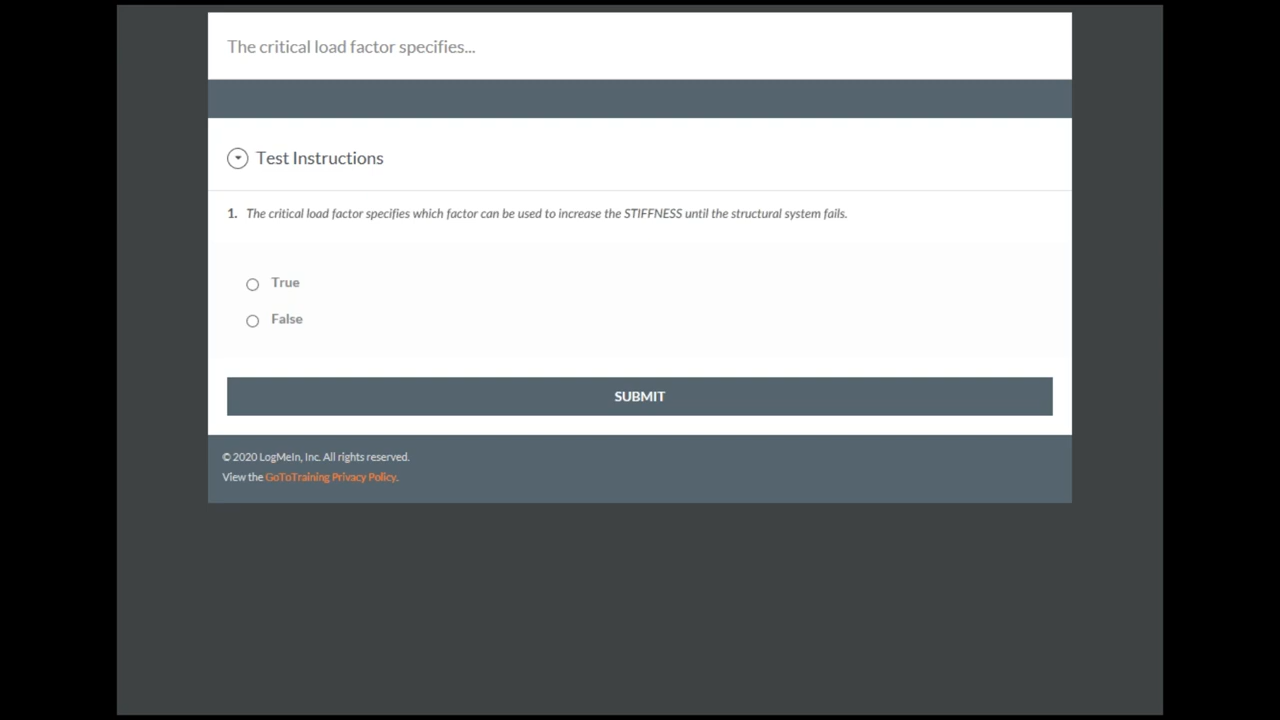 The critical load factor specifies...
Test Instructions
1. The critical load factor specifies which factor can be used to increase the STIFFNESS until the structural system fails.
True
False
SUBMIT
© 2020 LogMeIn, Inc. All rights reserved.
View the GoToTraining Privacy Policy.